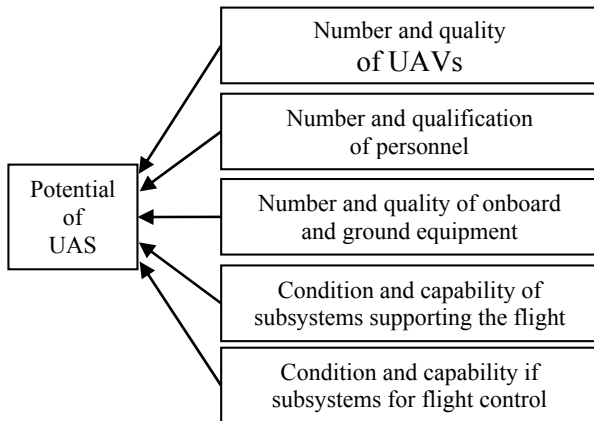 Number and quality
of UAVs
Number and qualification
of personnel
Potential
of
UAS
Number and quality of onboard
and ground equipment
Condition and capability of
subsystems supporting the flight
Condition and capability if
subsystems for flight control